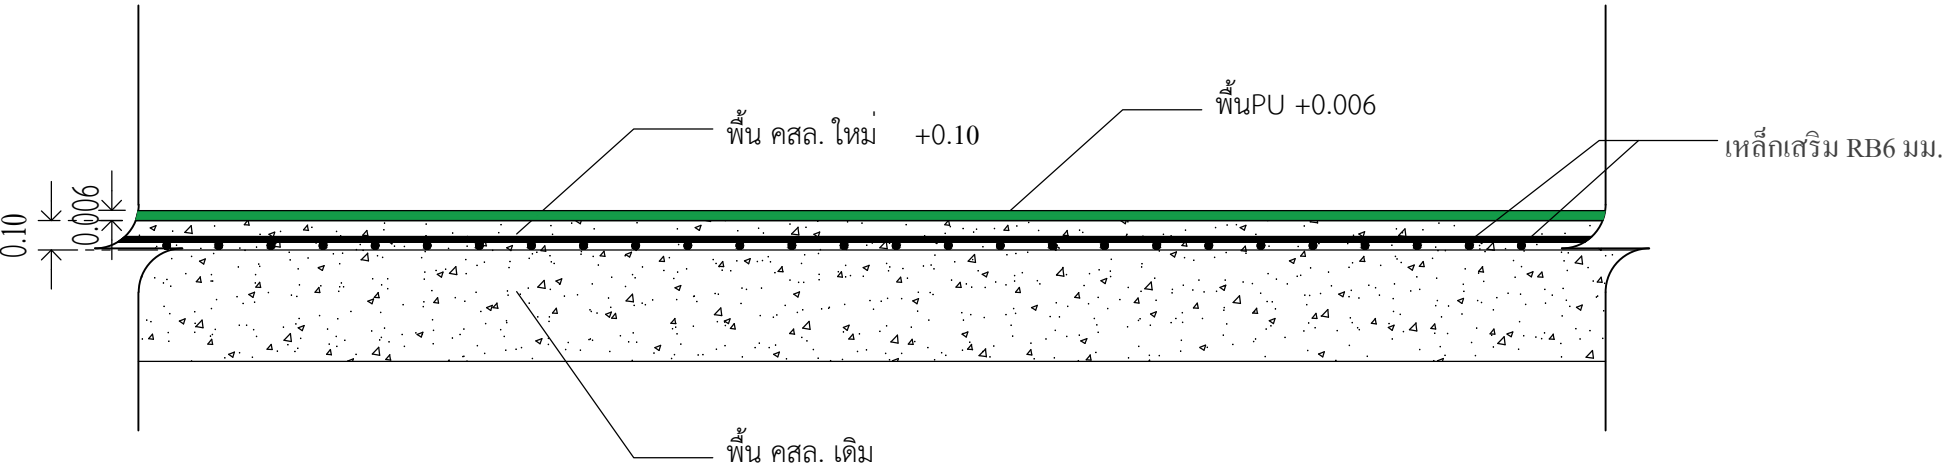 พื้นPU +0.006
พื้น คสล. ใหม่ +0.10
เหล็กเสริม RB6 มม.
0.006
0.10
พื้น คสล. เดิม